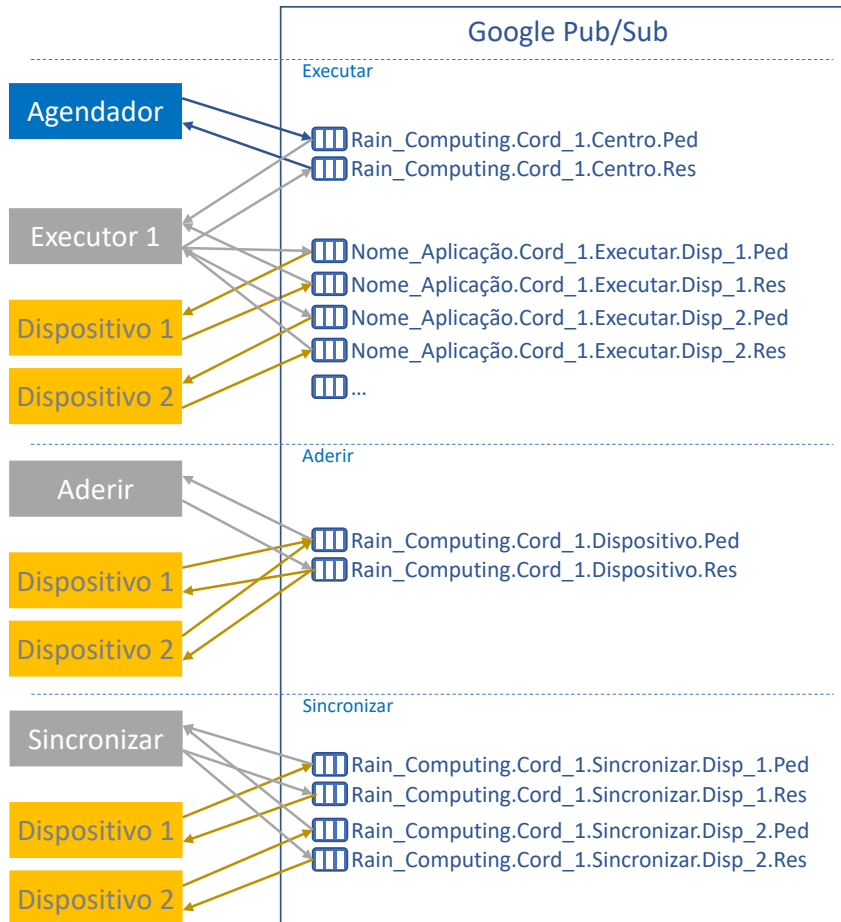 Google Pub/Sub
Executar
Agendador
Rain_Computing.Cord_1.Centro.Ped
Rain_Computing.Cord_1.Centro.Res
Executor 1
Nome_Aplicação.Cord_1.Executar.Disp_1.Ped
Nome_Aplicação.Cord_1.Executar.Disp_1.Res
Dispositivo 1
Nome_Aplicação.Cord_1.Executar.Disp_2.Ped
Nome_Aplicação.Cord_1.Executar.Disp_2.Res
Dispositivo 2
...
Aderir
Aderir
Rain_Computing.Cord_1.Dispositivo.Ped
Rain_Computing.Cord_1.Dispositivo.Res
Dispositivo 1
Dispositivo 2
Sincronizar
Sincronizar
Rain_Computing.Cord_1.Sincronizar.Disp_1.Ped
Rain_Computing.Cord_1.Sincronizar.Disp_1.Res
Dispositivo 1
Rain_Computing.Cord_1.Sincronizar.Disp_2.Ped
Rain_Computing.Cord_1.Sincronizar.Disp_2.Res
Dispositivo 2